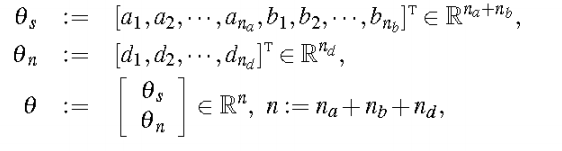 θ_s := [a_1, a_2, ⋯, a_{n_a}, b_1, b_2, ⋯, b_{n_b}]^T ∈ ℝ^{n_a+n_b},
θ_n := [d_1, d_2, ⋯, d_{n_d}]^T ∈ ℝ^{n_d},
θ := [ θ_s ; θ_n ] ∈ ℝ^n, n := n_a + n_b + n_d,